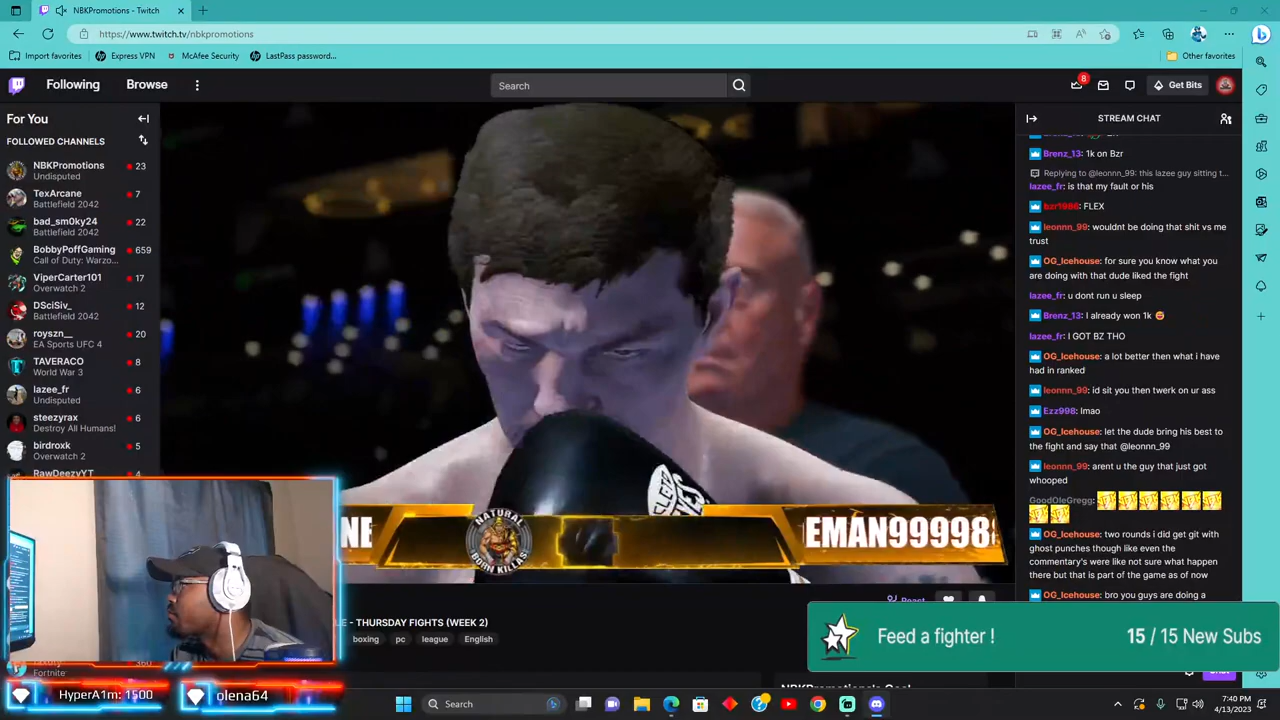 NBKPromotions - Twitch
https://www.twitch.tv/nbkpromotions
Import favorites
Express VPN
McAfee Security
LastPass password...
Other favorites
Following
Browse
Search
8
Get Bits
For You
FOLLOWED CHANNELS
NBKPromotions
23
Undisputed
TexArcane
7
Battlefield 2042
bad_sm0ky24
22
Battlefield 2042
BobbyPoffGaming
659
Call of Duty: Warzo...
ViperCarter101
17
Overwatch 2
DSciSiv_
12
Battlefield 2042
royszn__
20
EA Sports UFC 4
TAVERACO
8
World War 3
lazee_fr
6
Undisputed
steezyrax
6
Destroy All Humans!
birdroxk
5
Overwatch 2
RawDeezyYT
4
360
Fortnite
HyperA1m: 1500
olena64
NE
NATURAL
BORN KILLAS
EMAN99998
React
UE - THURSDAY FIGHTS (WEEK 2)
boxing
pc
league
English
NBKPromotions's Goal
STREAM CHAT
Brenz_13: 1k on Bzr
Replying to @leonnn_99: this lazee guy sitting t...
lazee_fr: is that my fault or his
bzr1986: FLEX
leonnn_99: wouldnt be doing that shit vs me
trust
OG_Icehouse: for sure you know what you
are doing with that dude liked the fight
lazee_fr: u dont run u sleep
Brenz_13: I already won 1k
lazee_fr: I GOT BZ THO
OG_Icehouse: a lot better then what i have
had in ranked
leonnn_99: id sit you then twerk on ur ass
Ezz998: lmao
OG_Icehouse: let the dude bring his best to
the fight and say that @leonnn_99
leonnn_99: arent u the guy that just got
whooped
GoodOleGregg:
OG_Icehouse: two rounds i did get git with
ghost punches though like even the
commentary's were like not sure what happen
there but that is part of the game as of now
OG_Icehouse: bro you guys are doing a
Feed a fighter !
15 / 15 New Subs
Chat
Search
7:40 PM
4/13/2023